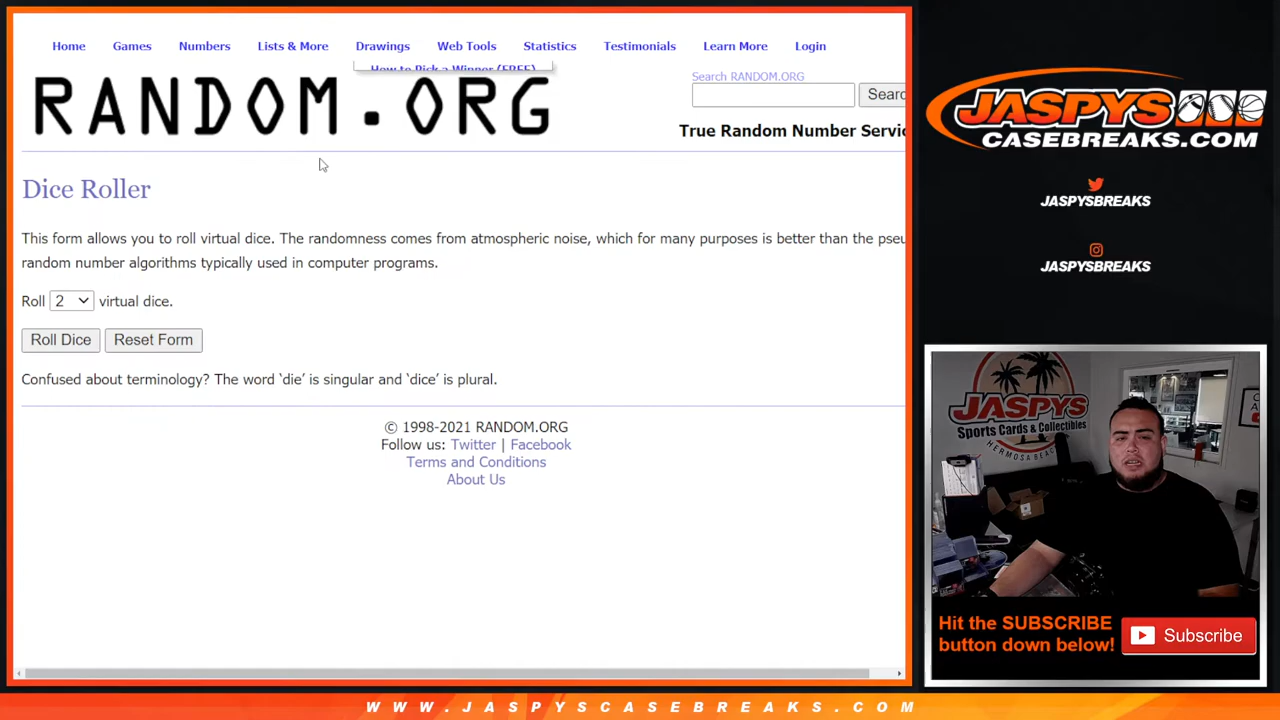 Home Games Numbers Lists & More Drawings Web Tools Statistics Testimonials Learn More Login
How to Pick a Winner (FREE)
RANDOM.ORG
Search RANDOM.ORG
True Random Number Servic
Dice Roller
This form allows you to roll virtual dice. The randomness comes from atmospheric noise, which for many purposes is better than the pseu
random number algorithms typically used in computer programs.
Roll 2 virtual dice.
Roll Dice Reset Form
Confused about terminology? The word ‘die’ is singular and ‘dice’ is plural.
© 1998-2021 RANDOM.ORG
Follow us: Twitter | Facebook
Terms and Conditions
About Us
JASPYS
CASEBREAKS.COM
JASPYSBREAKS
JASPYSBREAKS
JASPYS
Sports Cards & Collectibles
HERMOSA BEACH
Hit the SUBSCRIBE
button down below!
Subscribe
WWW.JASPYSCASEBREAKS.COM